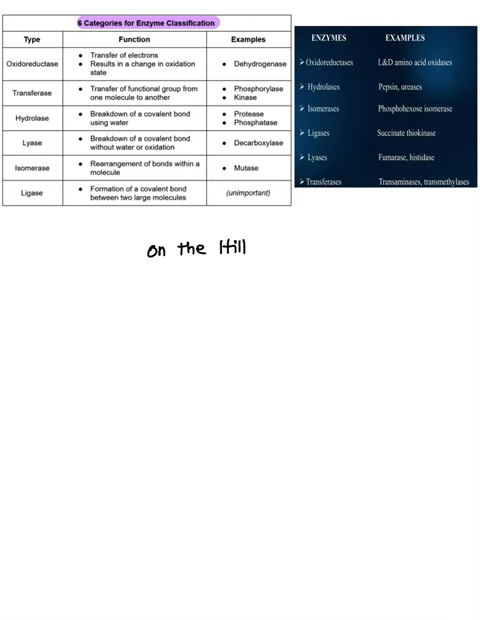 6 Categories for Enzyme Classification
Type Function Examples
Oxidoreductase
• Transfer of electrons
• Results in a change in oxidation
state
• Dehydrogenase
Transferase
• Transfer of functional group from
one molecule to another
• Phosphorylase
• Kinase
Hydrolase
• Breakdown of a covalent bond
using water
• Protease
• Phosphatase
Lyase
• Breakdown of a covalent bond
without water or oxidation
• Decarboxylase
Isomerase
• Rearrangement of bonds within a
molecule
• Mutase
Ligase
• Formation of a covalent bond
between two large molecules
(unimportant)
ENZYMES EXAMPLES
➢ Oxidoreductases L&D amino acid oxidases
➢ Hydrolases Pepsin, ureases
➢ Isomerases Phosphohexose isomerase
➢ Ligases Succinate thiokinase
➢ Lyases Fumarase, histidase
➢ Transferases Transaminases, transmethylases
on the